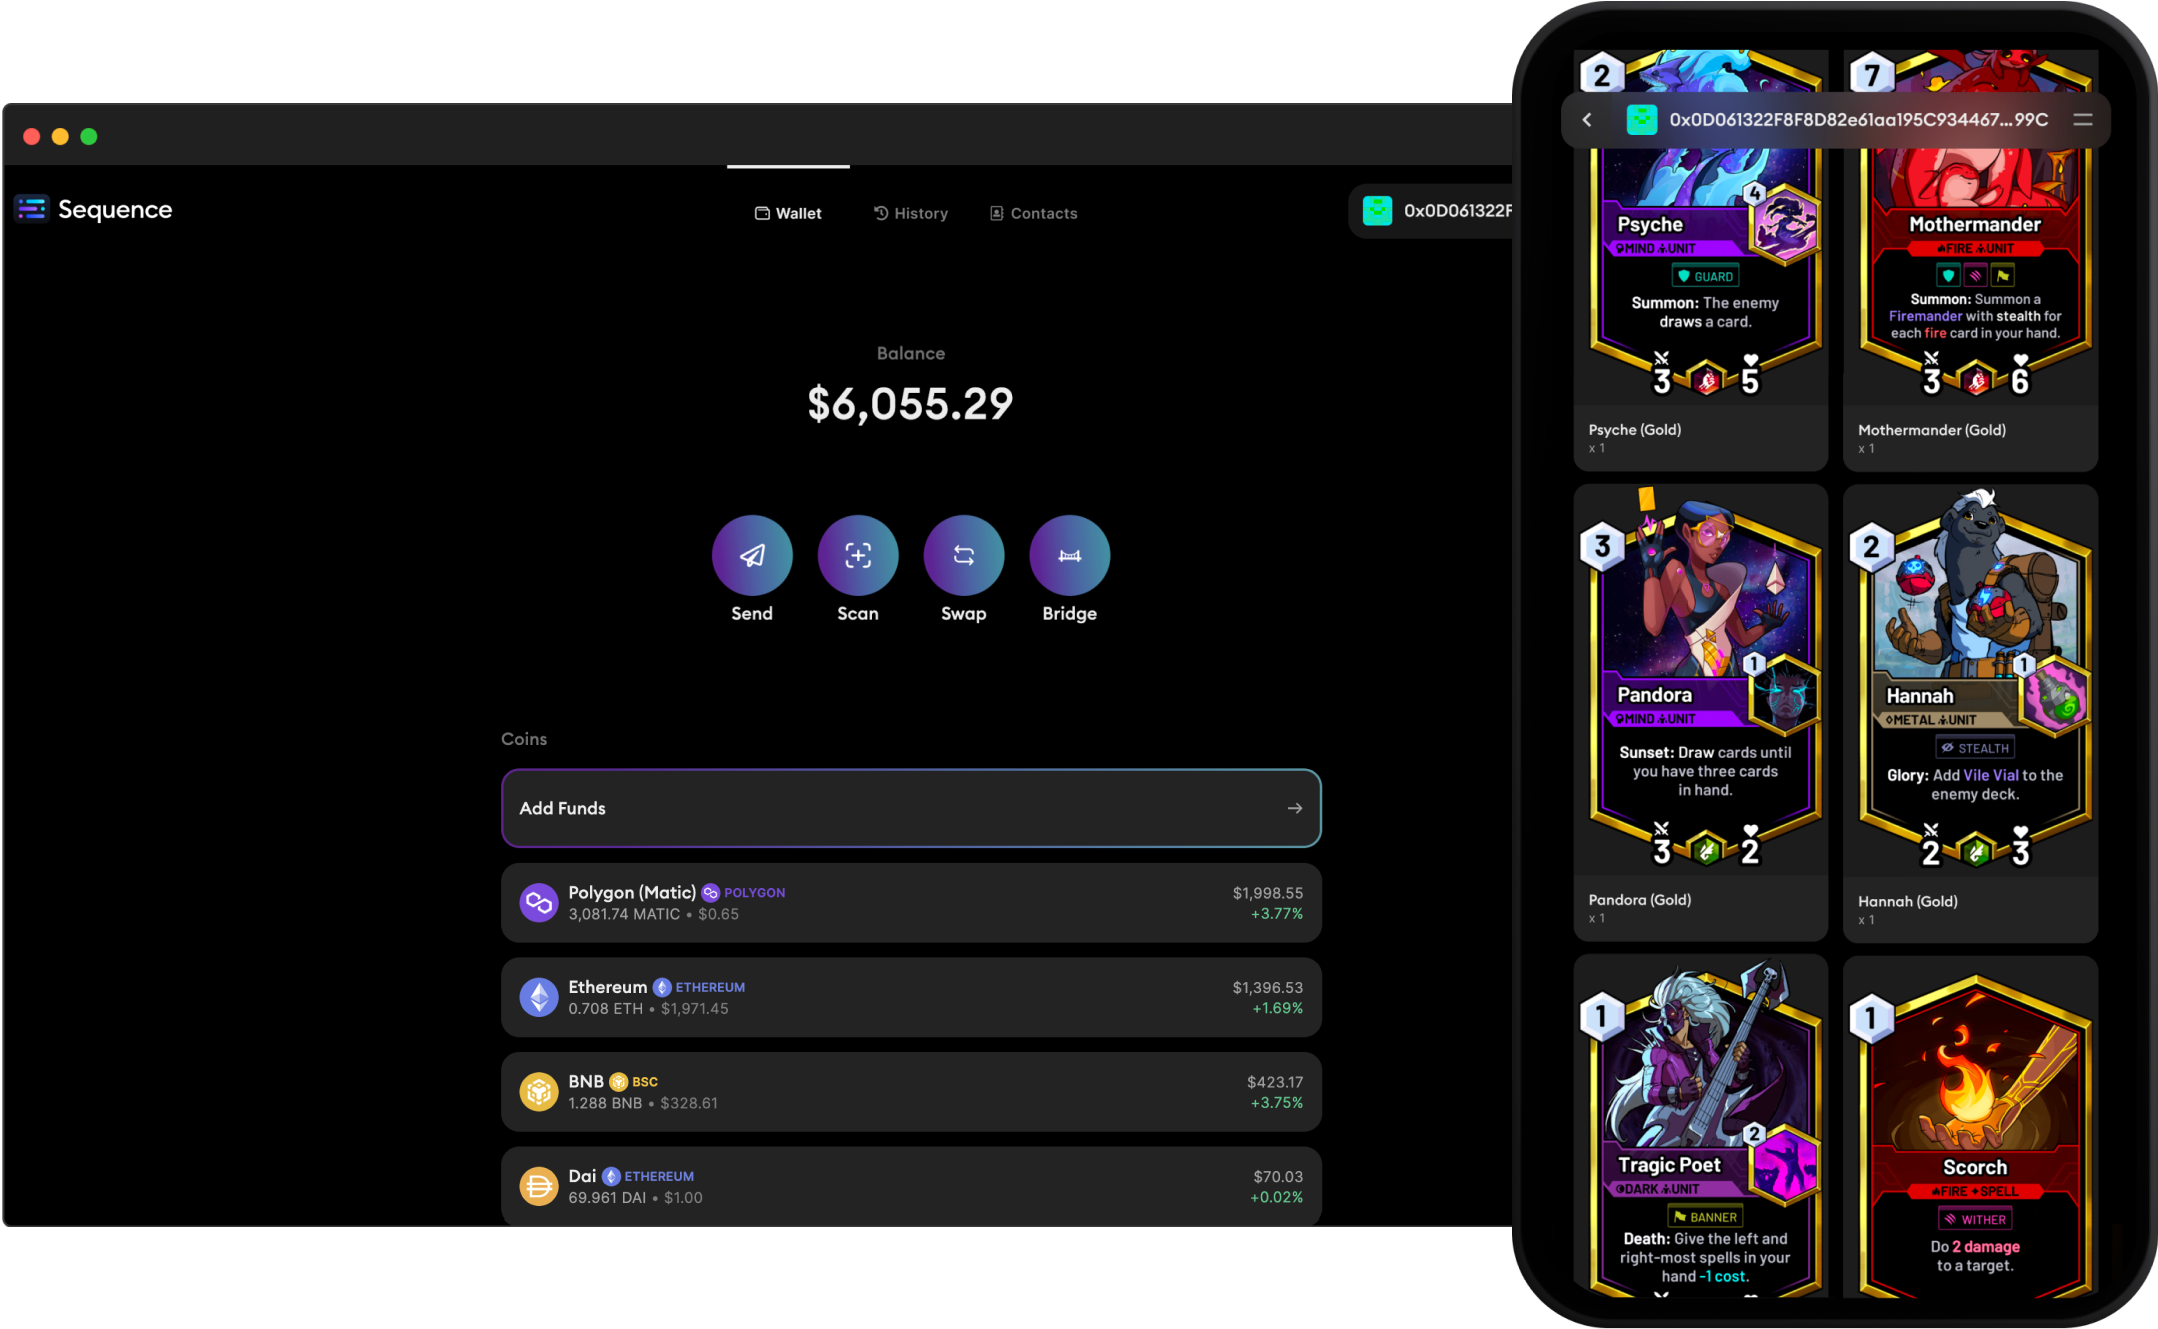 Sequence
Wallet
History
Contacts
0x0D061322F
Balance
$6,055.29
Send
Scan
Swap
Bridge
Coins
Add Funds
Polygon (Matic) POLYGON
3,081.74 MATIC • $0.65
$1,998.55
+3.77%
Ethereum ETHEREUM
0.708 ETH • $1,971.45
$1,396.53
+1.69%
BNB BSC
1.288 BNB • $328.61
$423.17
+3.75%
Dai ETHEREUM
69.961 DAI • $1.00
$70.03
+0.02%
0x0D061322F8F8D82e61aa195C934467...99C
2
4
Psyche
MIND UNIT
GUARD
Summon: The enemy
draws a card.
3
5
Psyche (Gold)
x 1
7
Mothermander
FIRE UNIT
Summon: Summon a
Firemander with stealth for
each fire card in your hand.
3
6
Mothermander (Gold)
x 1
3
1
Pandora
MIND UNIT
Sunset: Draw cards until
you have three cards
in hand.
3
2
Pandora (Gold)
x 1
2
1
Hannah
METAL UNIT
STEALTH
Glory: Add Vile Vial to the
enemy deck.
2
3
Hannah (Gold)
x 1
1
2
Tragic Poet
DARK UNIT
BANNER
Death: Give the left and
right-most spells in your
hand -1 cost.
1
Scorch
FIRE SPELL
WITHER
Do 2 damage
to a target.